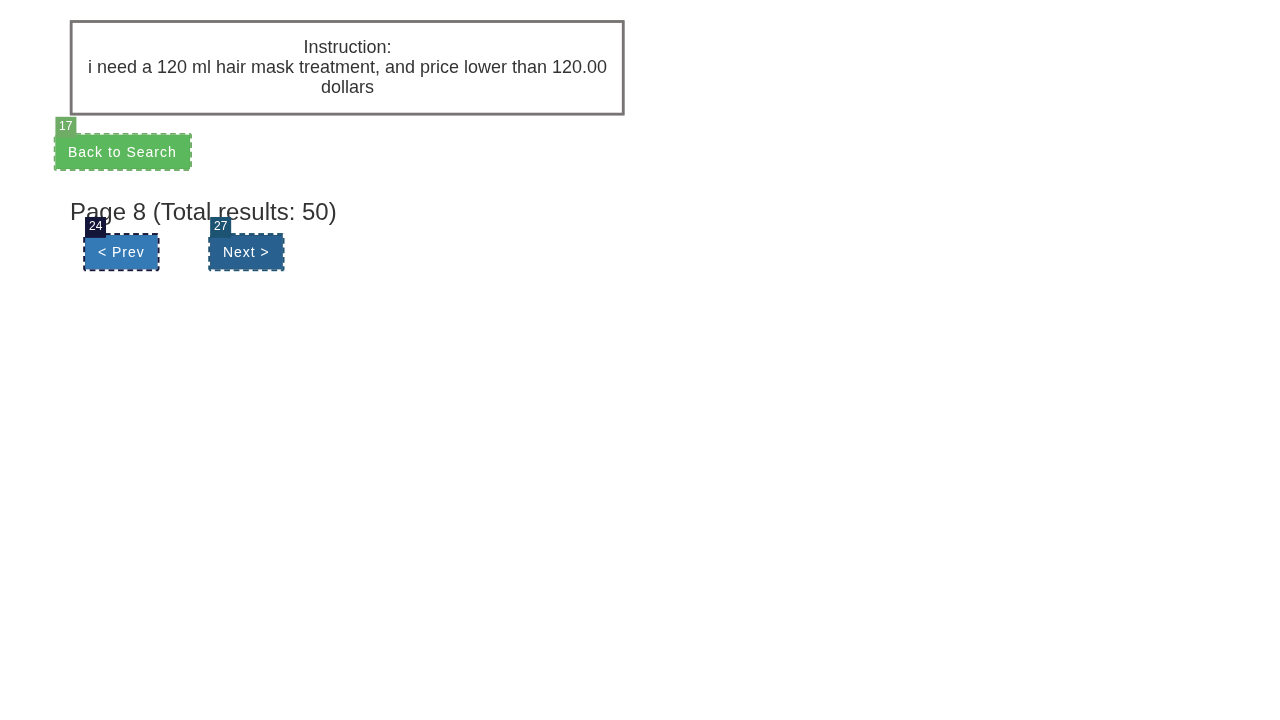 Instruction:
i need a 120 ml hair mask treatment, and price lower than 120.00
dollars
17
Back to Search
Page 8 (Total results: 50)
24
27
< Prev
Next >